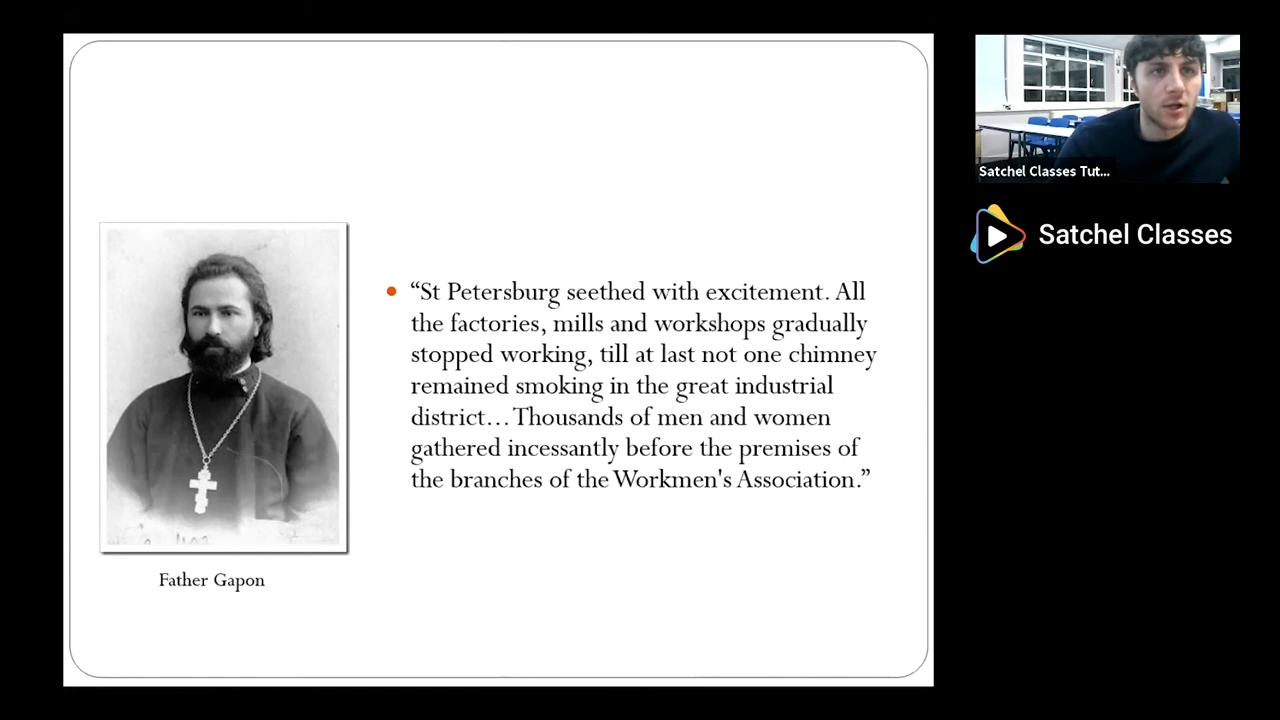 “St Petersburg seethed with excitement. All
the factories, mills and workshops gradually
stopped working, till at last not one chimney
remained smoking in the great industrial
district… Thousands of men and women
gathered incessantly before the premises of
the branches of the Workmen's Association.”
Father Gapon
Satchel Classes Tut...
Satchel Classes